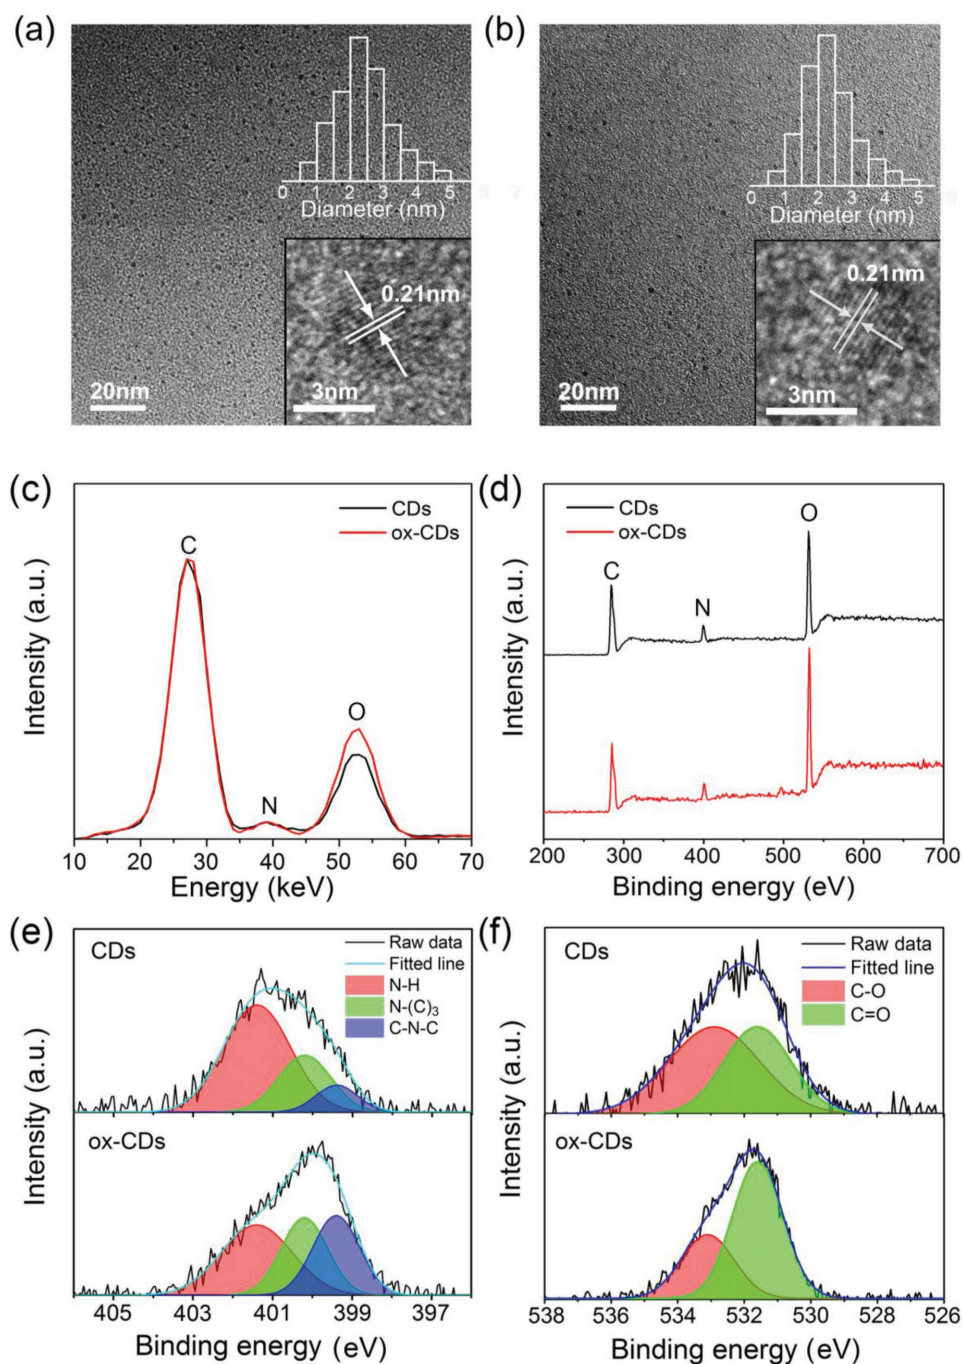 (a)
0 1 2 3 4 5
Diameter (nm)
0.21nm
20nm
3nm
(b)
0 1 2 3 4 5
Diameter (nm)
0.21nm
20nm
3nm
(c)
CDs
ox-CDs
C
N
O
Intensity (a.u.)
10 20 30 40 50 60 70
Energy (keV)
(d)
CDs
ox-CDs
C
N
O
Intensity (a.u.)
200 300 400 500 600 700
Binding energy (eV)
(e)
CDs
Raw data
Fitted line
N-H
N-(C)₃
C-N-C
ox-CDs
Intensity (a.u.)
405 403 401 399 397
Binding energy (eV)
(f)
CDs
Raw data
Fitted line
C-O
C=O
ox-CDs
Intensity (a.u.)
538 536 534 532 530 528 526
Binding energy (eV)